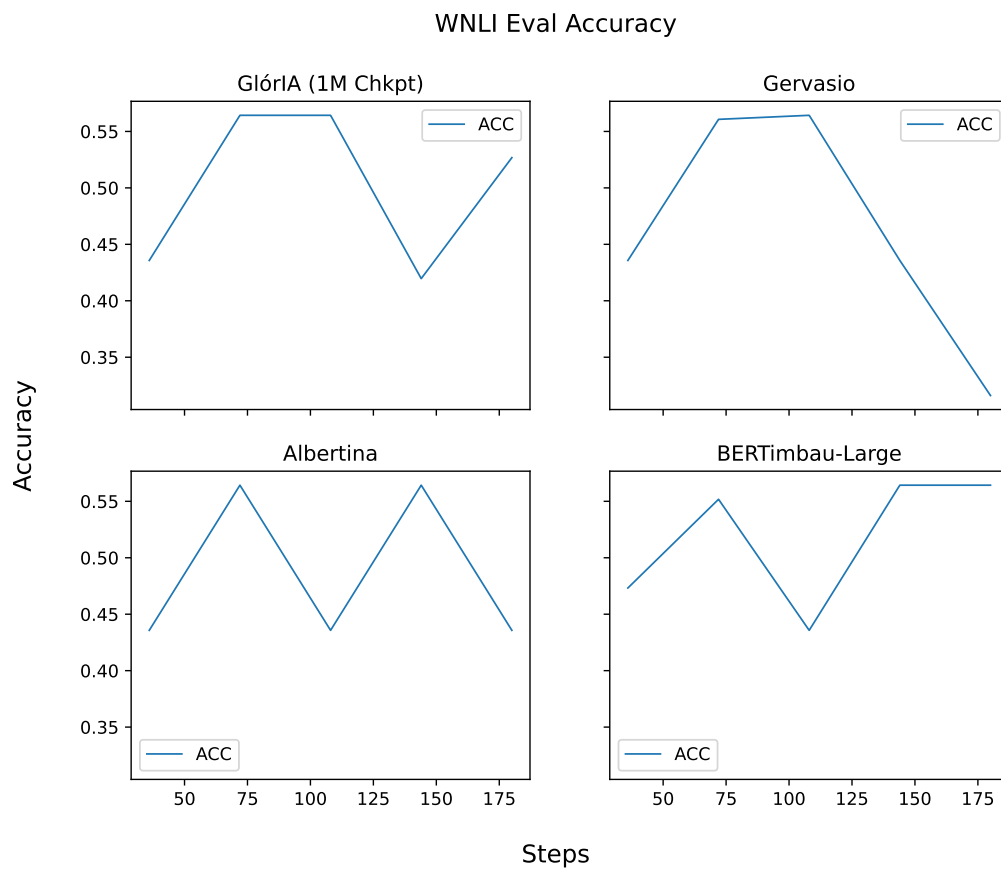 WNLI Eval Accuracy
GlórIA (1M Chkpt)
Gervasio
ACC
ACC
0.55
0.50
0.45
0.40
0.35
Accuracy
Albertina
BERTimbau-Large
0.55
0.50
0.45
0.40
0.35
ACC
ACC
50 75 100 125 150 175
50 75 100 125 150 175
Steps